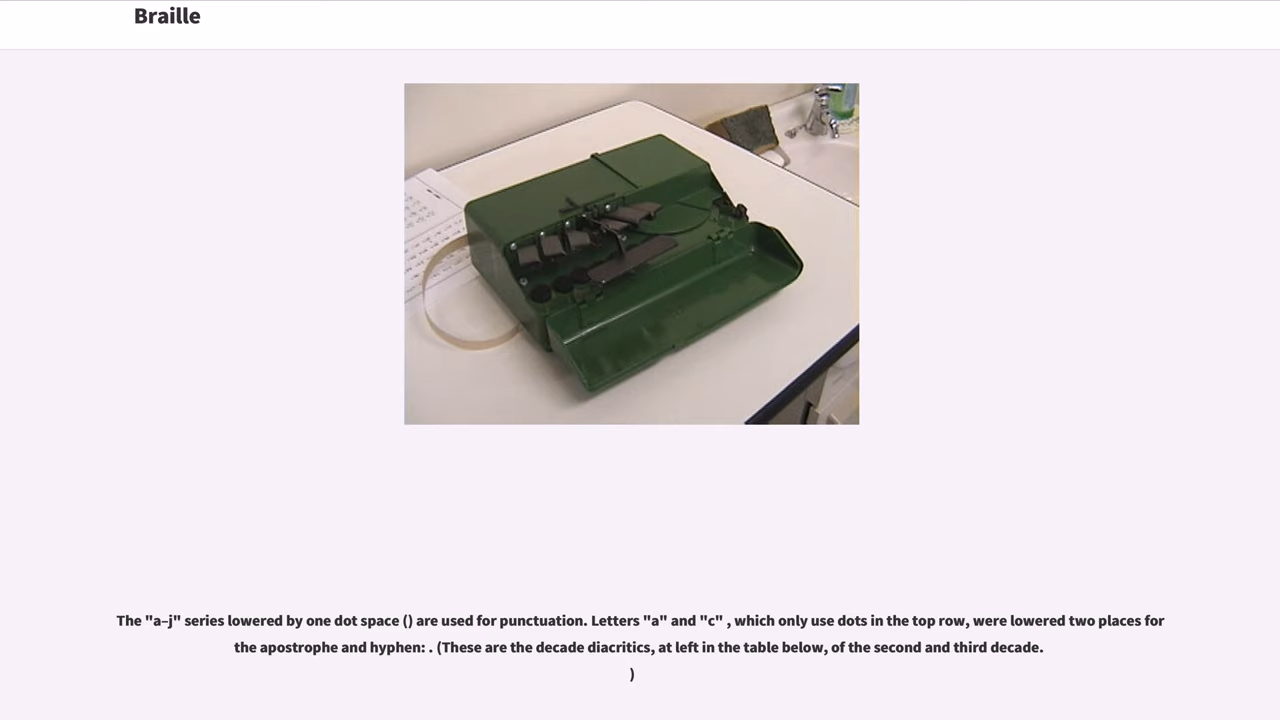 Braille
The "a–j" series lowered by one dot space () are used for punctuation. Letters "a" and "c" , which only use dots in the top row, were lowered two places for
the apostrophe and hyphen: . (These are the decade diacritics, at left in the table below, of the second and third decade.
)